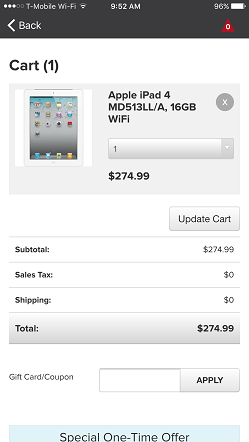 T-Mobile Wi-Fi 9:52 AM 96%
Back 0
Cart (1)
Apple iPad 4
MD513LL/A, 16GB
WiFi
X
1
$274.99
Update Cart
Subtotal: $274.99
Sales Tax: $0
Shipping: $0
Total: $274.99
Gift Card/Coupon APPLY
Special One-Time Offer